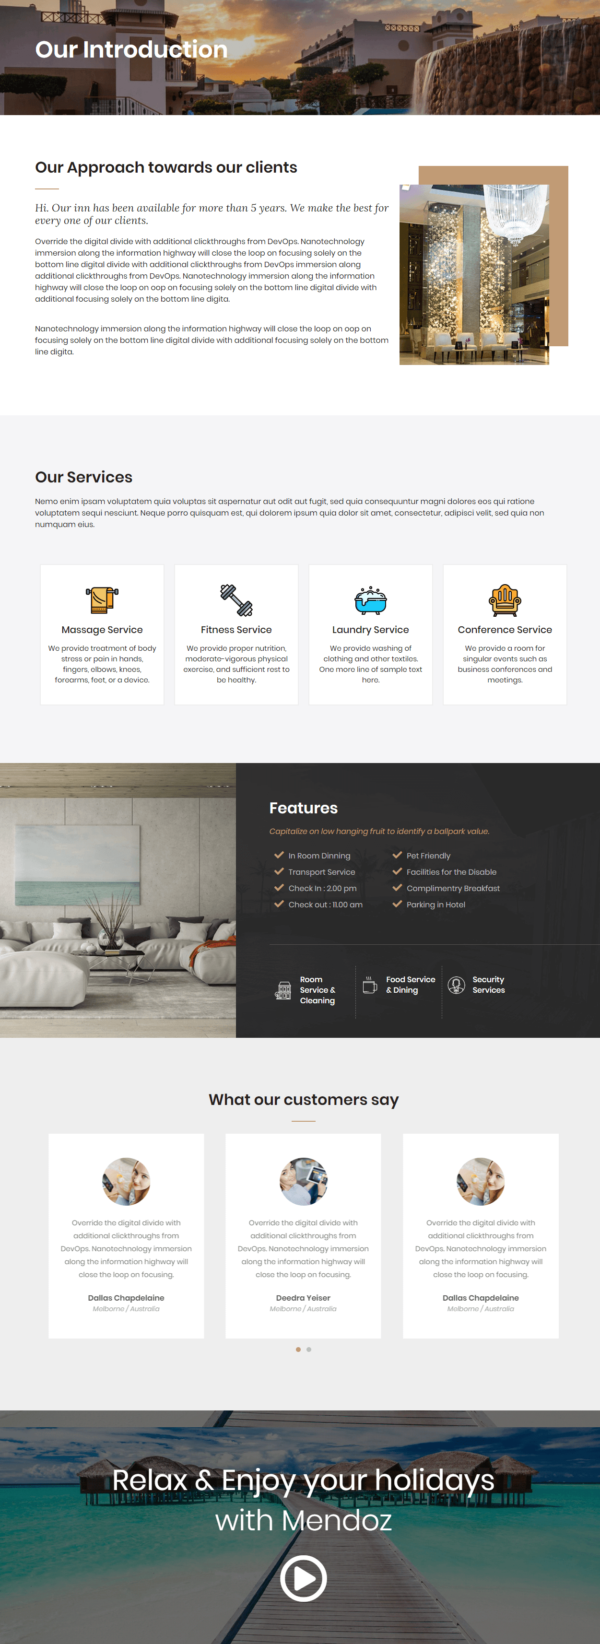 Our Introduction
Our Approach towards our clients
Hi. Our inn has been available for more than 5 years. We make the best for
every one of our clients.
Override the digital divide with additional clickthroughs from DevOps. Nanotechnology
immersion along the information highway will close the loop on focusing solely on the
bottom line digital divide with additional clickthroughs from DevOps immersion along
additional clickthroughs from DevOps. Nanotechnology immersion along the information
highway will close the loop on oop on focusing solely on the bottom line digital divide with
additional focusing solely on the bottom line digita.
Nanotechnology immersion along the information highway will close the loop on oop on
focusing solely on the bottom line digital divide with additional focusing solely on the bottom
line digita.
Our Services
Nemo enim ipsam voluptatem quia voluptas sit aspernatur aut odit aut fugit, sed quia consequuntur magni dolores eos qui ratione
voluptatem sequi nesciunt. Neque porro quisquam est, qui dolorem ipsum quia dolor sit amet, consectetur, adipisci velit, sed quia non
numquam eius.
Massage Service
We provide treatment of body
stress or pain in hands,
fingers, elbows, knees,
forearms, feet, or a device.
Fitness Service
We provide proper nutrition,
moderate-vigorous physical
exercise, and sufficient rest to
be healthy.
Laundry Service
We provide washing of
clothing and other textiles.
One more line of sample text
here.
Conference Service
We provide a room for
singular events such as
business conferences and
meetings.
Features
Capitalize on low hanging fruit to identify a ballpark value.
In Room Dinning
Transport Service
Check In : 2.00 pm
Check out : 11.00 am
Pet Friendly
Facilities for the Disable
Complimentry Breakfast
Parking in Hotel
Room
Service &
Cleaning
Food Service
& Dining
Security
Services
What our customers say
Override the digital divide with
additional clickthroughs from
DevOps. Nanotechnology immersion
along the information highway will
close the loop on focusing.
Dallas Chapdelaine
Melborne / Australia
Override the digital divide with
additional clickthroughs from
DevOps. Nanotechnology immersion
along the information highway will
close the loop on focusing.
Deedra Yeiser
Melborne / Australia
Override the digital divide with
additional clickthroughs from
DevOps. Nanotechnology immersion
along the information highway will
close the loop on focusing.
Dallas Chapdelaine
Melborne / Australia
Relax & Enjoy your holidays
with Mendoz